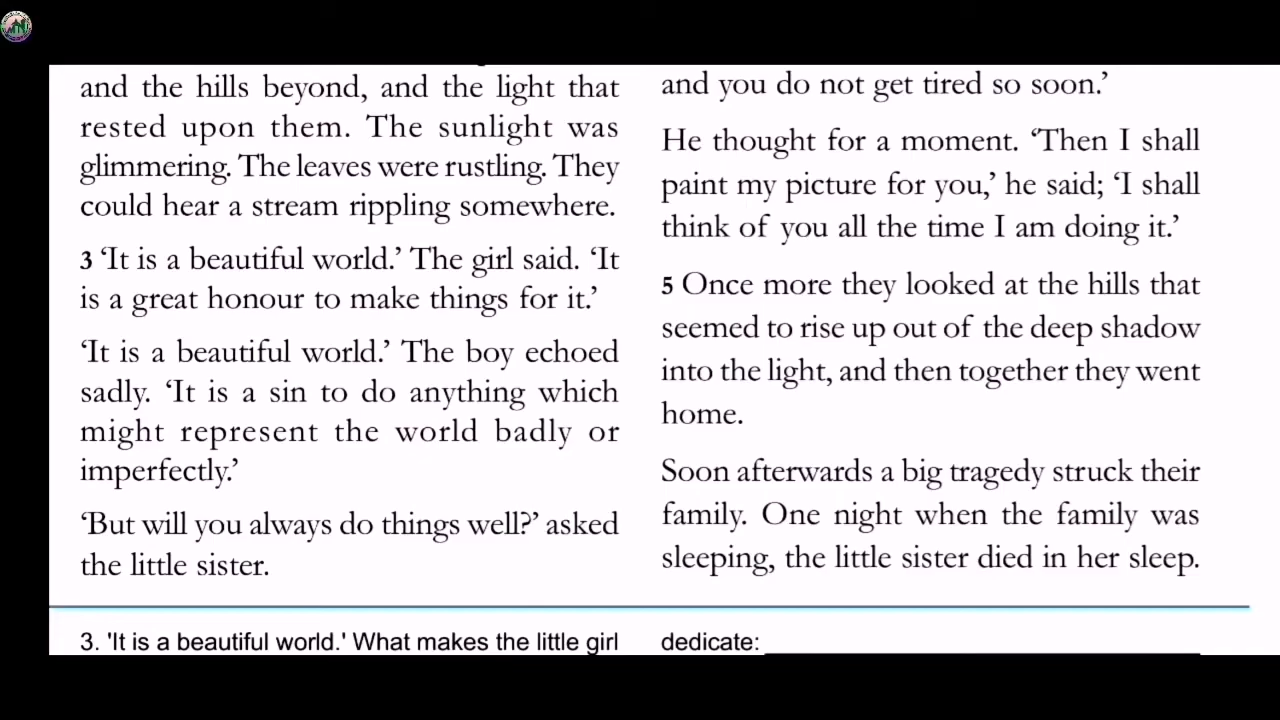 and the hills beyond, and the light that
rested upon them. The sunlight was
glimmering. The leaves were rustling. They
could hear a stream rippling somewhere.
3 ‘It is a beautiful world.’ The girl said. ‘It
is a great honour to make things for it.’
‘It is a beautiful world.’ The boy echoed
sadly. ‘It is a sin to do anything which
might represent the world badly or
imperfectly.’
‘But will you always do things well?’ asked
the little sister.
3. 'It is a beautiful world.' What makes the little girl
and you do not get tired so soon.’
He thought for a moment. ‘Then I shall
paint my picture for you,’ he said; ‘I shall
think of you all the time I am doing it.’
5 Once more they looked at the hills that
seemed to rise up out of the deep shadow
into the light, and then together they went
home.
Soon afterwards a big tragedy struck their
family. One night when the family was
sleeping, the little sister died in her sleep.
dedicate: